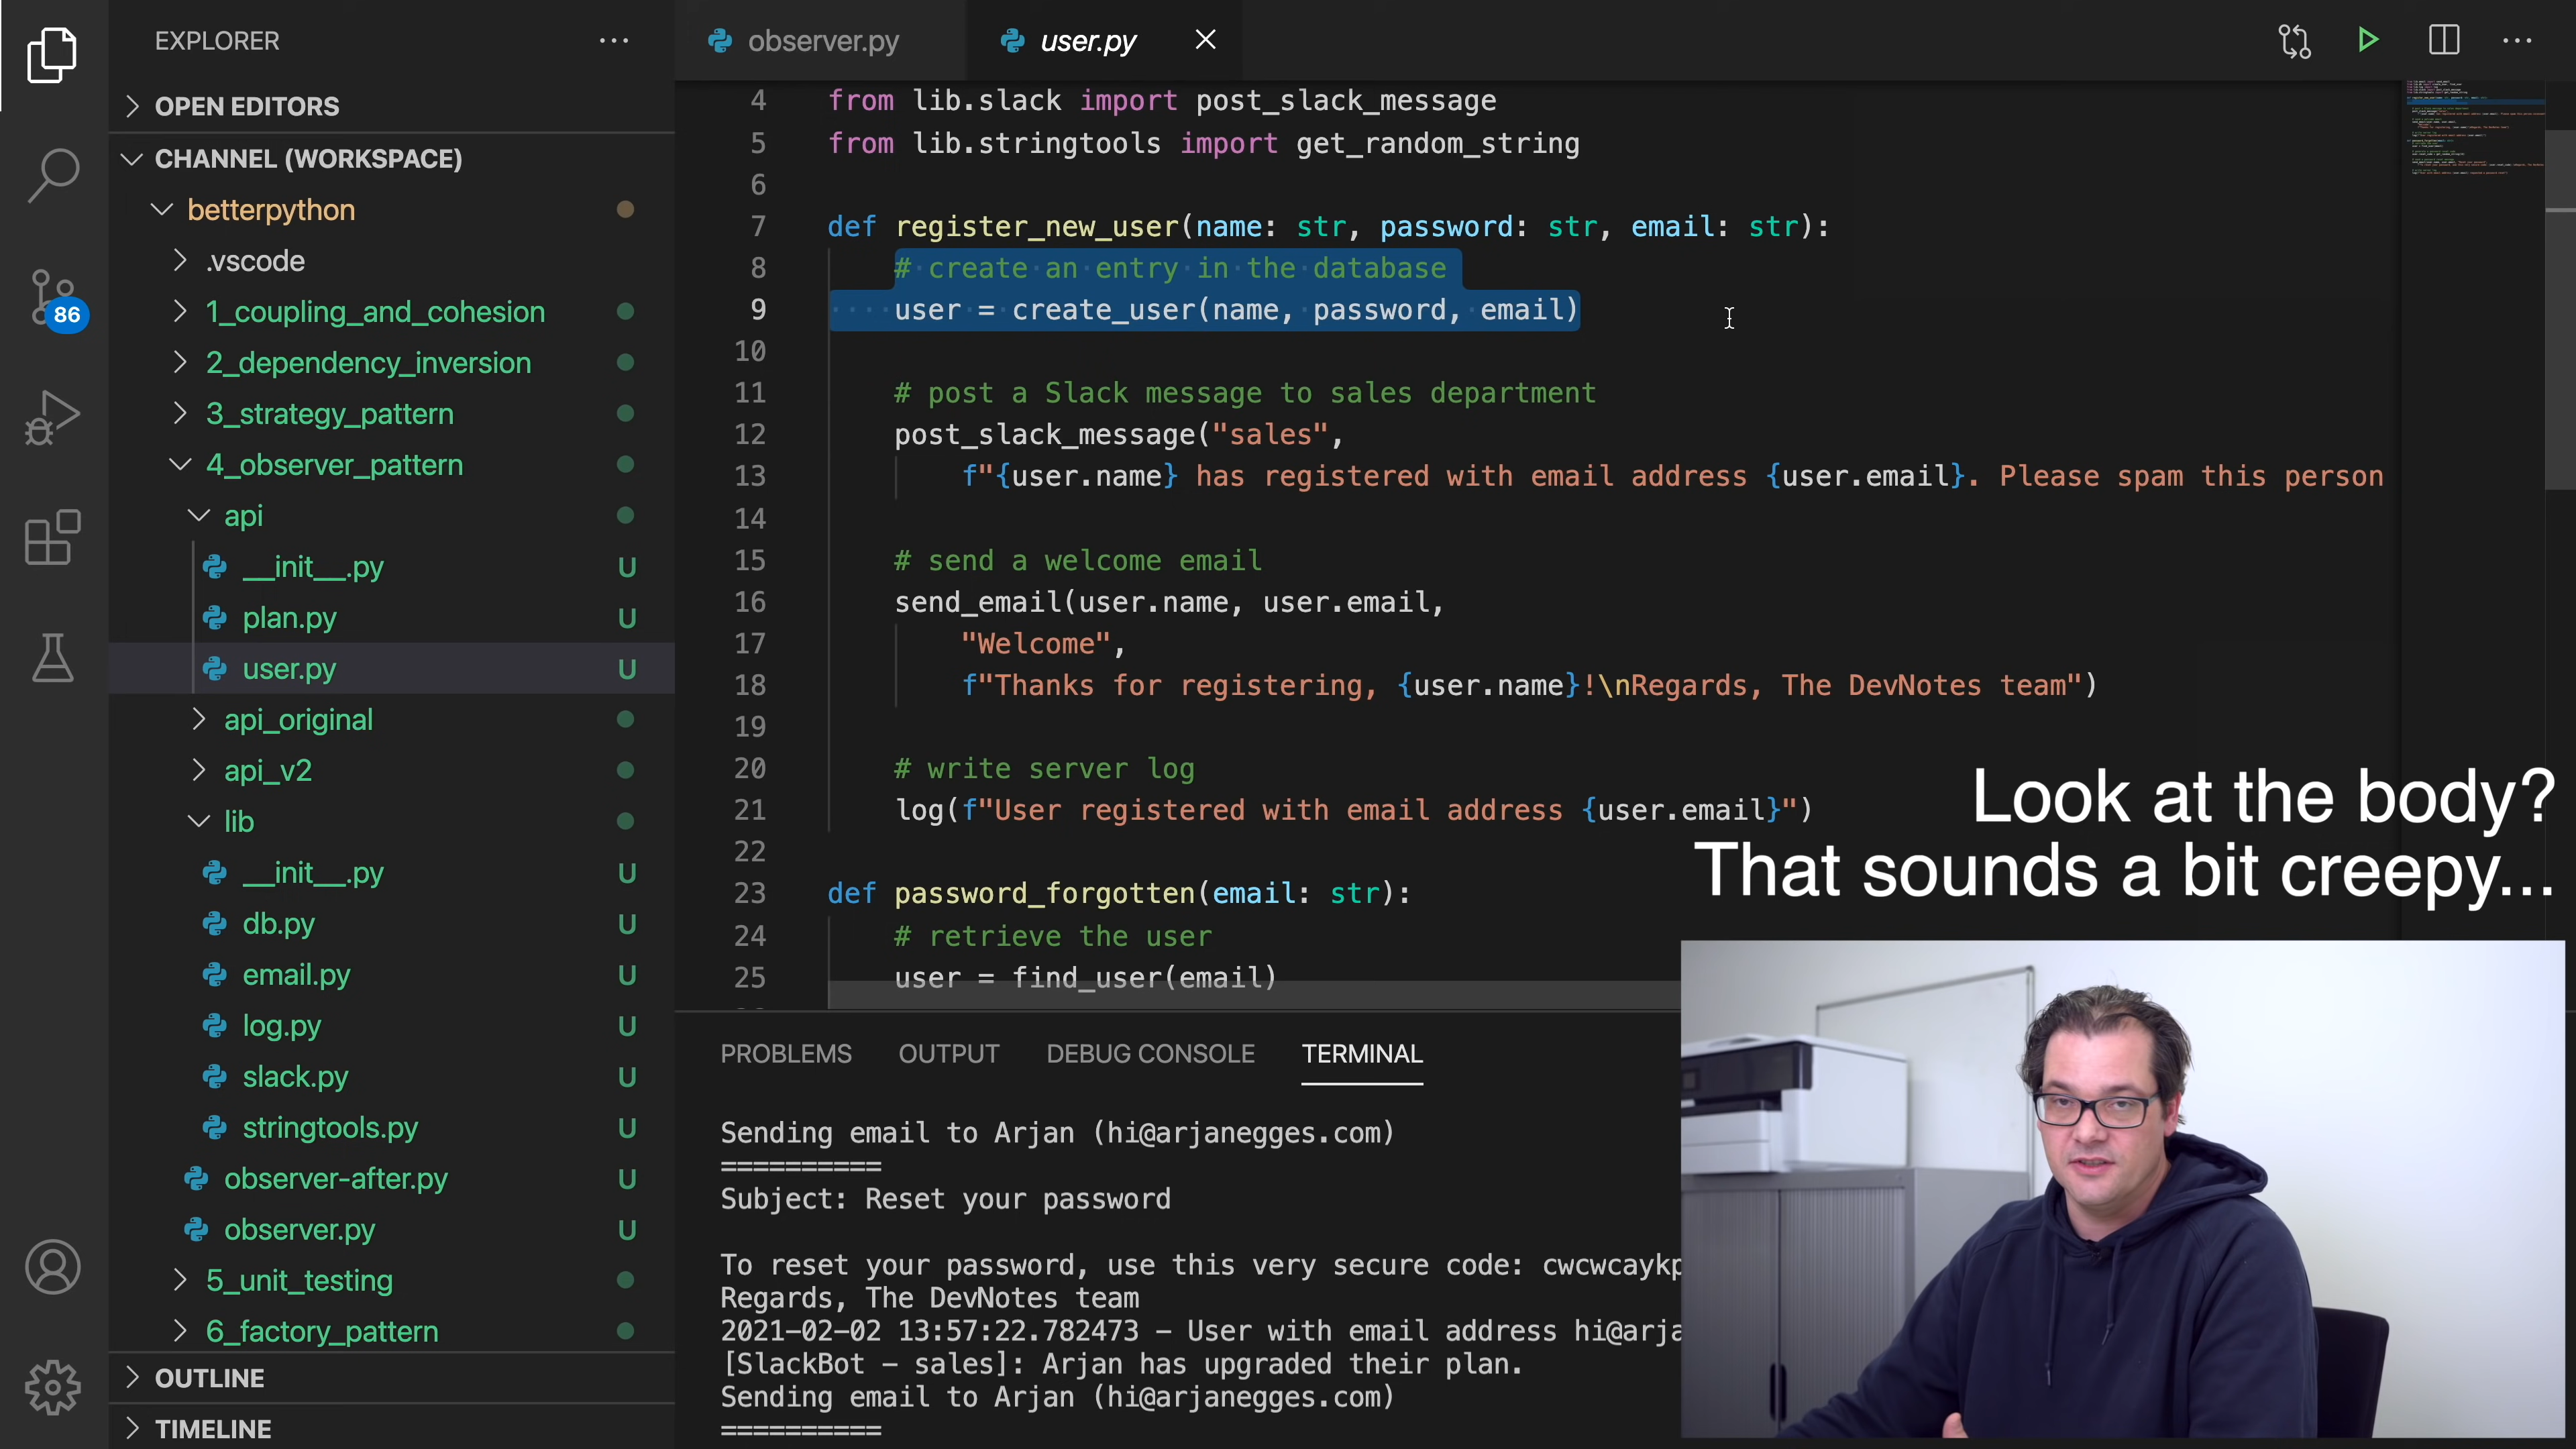 EXPLORER
OPEN EDITORS
CHANNEL (WORKSPACE)
betterpython
.vscode
1_coupling_and_cohesion
2_dependency_inversion
3_strategy_pattern
4_observer_pattern
api
__init__.py U
plan.py U
user.py U
api_original
api_v2
lib
__init__.py U
db.py U
email.py U
log.py U
slack.py U
stringtools.py U
observer-after.py U
observer.py U
5_unit_testing
6_factory_pattern
OUTLINE
TIMELINE
86
observer.py user.py
4 from lib.slack import post_slack_message
5 from lib.stringtools import get_random_string
6
7 def register_new_user(name: str, password: str, email: str):
8 # create an entry in the database
9 user = create_user(name, password, email)
10
11 # post a Slack message to sales department
12 post_slack_message("sales",
13 f"{user.name} has registered with email address {user.email}. Please spam this person
14
15 # send a welcome email
16 send_email(user.name, user.email,
17 "Welcome",
18 f"Thanks for registering, {user.name}!\nRegards, The DevNotes team")
19
20 # write server log
21 log(f"User registered with email address {user.email}")
22
23 def password_forgotten(email: str):
24 # retrieve the user
25 user = find_user(email)
Look at the body?
That sounds a bit creepy...
PROBLEMS OUTPUT DEBUG CONSOLE TERMINAL
Sending email to Arjan (hi@arjanegges.com)
==========
Subject: Reset your password
To reset your password, use this very secure code: cwcwcaykp
Regards, The DevNotes team
2021-02-02 13:57:22.782473 - User with email address hi@arja
[SlackBot - sales]: Arjan has upgraded their plan.
Sending email to Arjan (hi@arjanegges.com)
==========